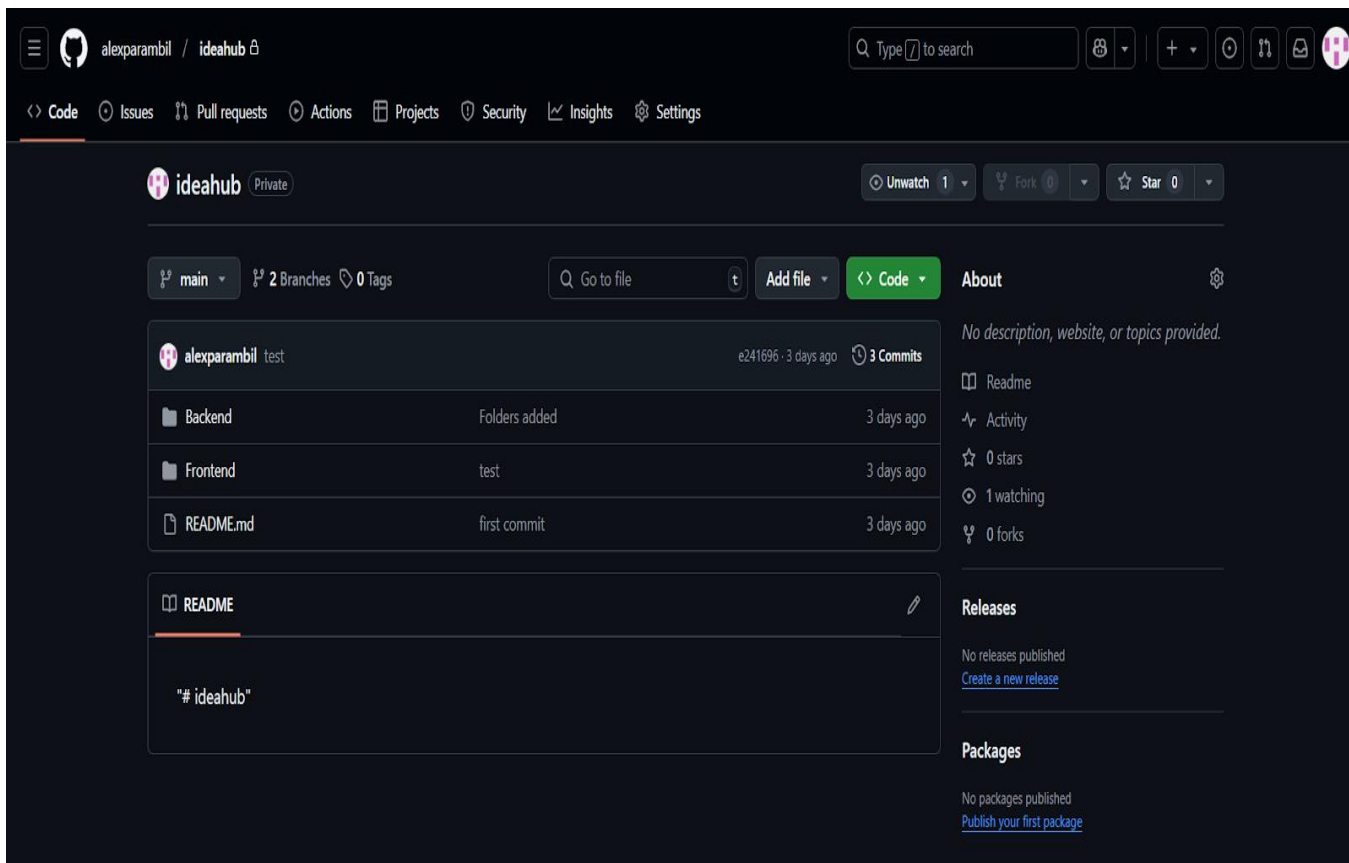 alexparambil / ideahub
Type / to search
Code Issues Pull requests Actions Projects Security Insights Settings
ideahub Private
Unwatch 1 Fork 0 Star 0
main 2 Branches 0 Tags Go to file t Add file Code
alexparambil test e241696 · 3 days ago 3 Commits
Backend Folders added 3 days ago
Frontend test 3 days ago
README.md first commit 3 days ago
README
"# ideahub"
About
No description, website, or topics provided.
Readme
Activity
0 stars
1 watching
0 forks
Releases
No releases published
Create a new release
Packages
No packages published
Publish your first package